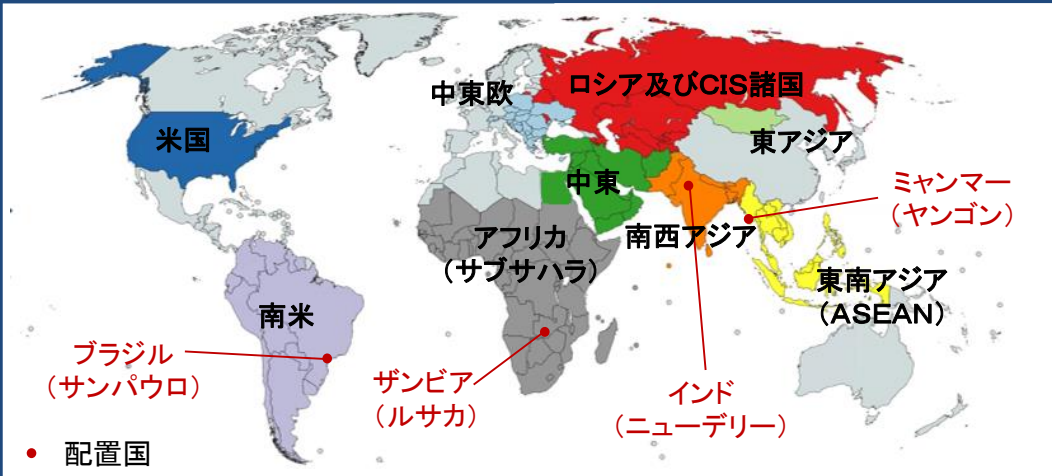 中東欧
ロシア及びCIS諸国
米国
東アジア
中東
ミャンマー
（ヤンゴン）
アフリカ
（サブサハラ）
南西アジア
東南アジア
（ASEAN）
南米
ブラジル
（サンパウロ）
ザンビア
（ルサカ）
インド
（ニューデリー）
• 配置国